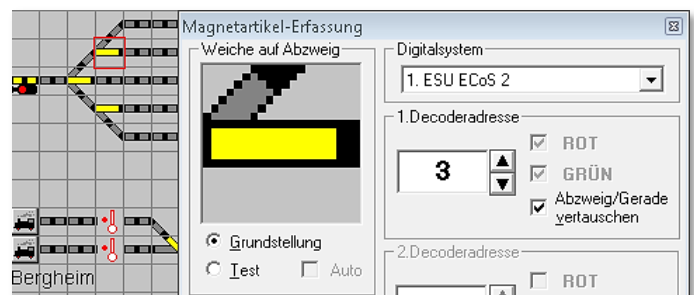 Magnetartikel-Erfassung
Weiche auf Abzweig
Digitalsystem
1. ESU ECoS 2
1.Decoderadresse
3
ROT
GRÜN
Abzweig/Gerade
vertauschen
Grundstellung
Test
Auto
2.Decoderadresse
ROT
Bergheim